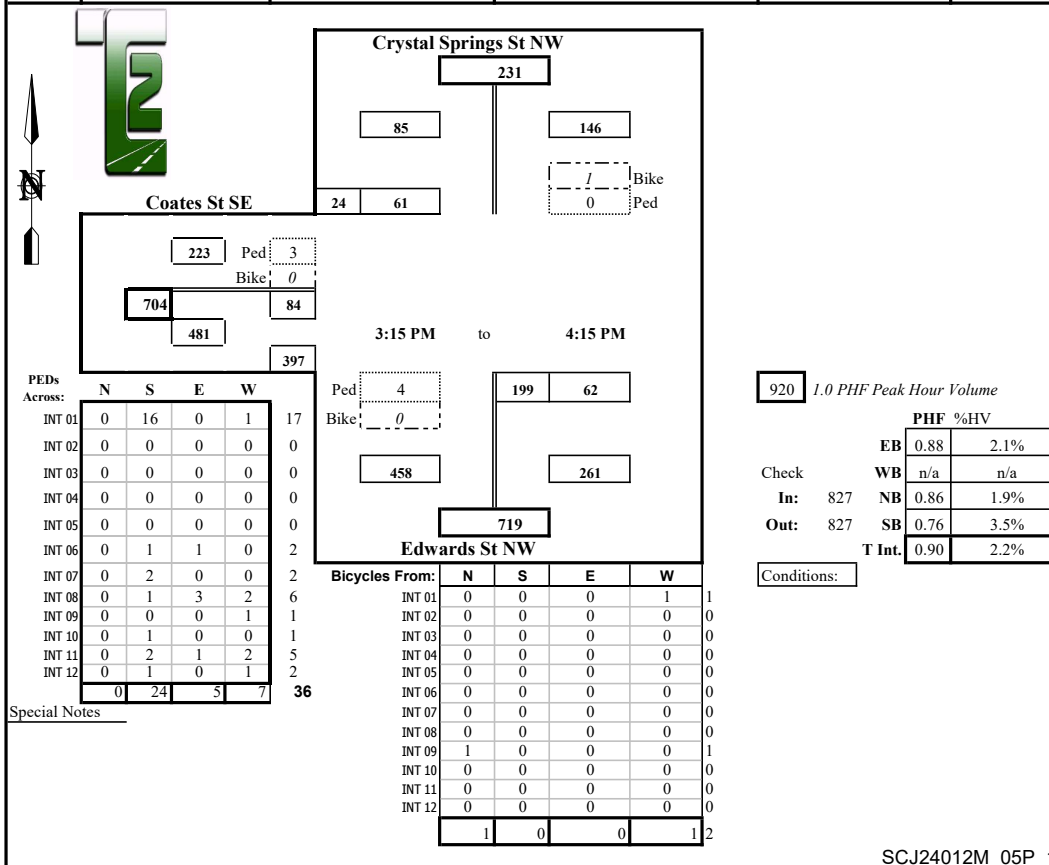 TE2
Crystal Springs St NW
231
85 146
1 Bike
N
Coates St SE
24 61 0 Ped
223 Ped 3
Bike 0
704 84
481 3:15 PM to 4:15 PM
397
Ped 4 199 62
Bike 0
458 261
719
Edwards St NW
PEDs
Across: N S E W
INT 01 0 16 0 1 17
INT 02 0 0 0 0 0
INT 03 0 0 0 0 0
INT 04 0 0 0 0 0
INT 05 0 0 0 0 0
INT 06 0 1 1 0 2
INT 07 0 2 0 0 2
INT 08 0 1 3 2 6
INT 09 0 0 0 1 1
INT 10 0 1 0 0 1
INT 11 0 2 1 2 5
INT 12 0 1 0 1 2
0 24 5 7 36
Special Notes
Bicycles From: N S E W
INT 01 0 0 0 1 1
INT 02 0 0 0 0 0
INT 03 0 0 0 0 0
INT 04 0 0 0 0 0
INT 05 0 0 0 0 0
INT 06 0 0 0 0 0
INT 07 0 0 0 0 0
INT 08 0 0 0 0 0
INT 09 1 0 0 0 1
INT 10 0 0 0 0 0
INT 11 0 0 0 0 0
INT 12 0 0 0 0 0
1 0 0 1 2
920 1.0 PHF Peak Hour Volume
PHF %HV
EB 0.88 2.1%
Check WB n/a n/a
In: 827 NB 0.86 1.9%
Out: 827 SB 0.76 3.5%
T Int. 0.90 2.2%
Conditions:
SCJ24012M_05P